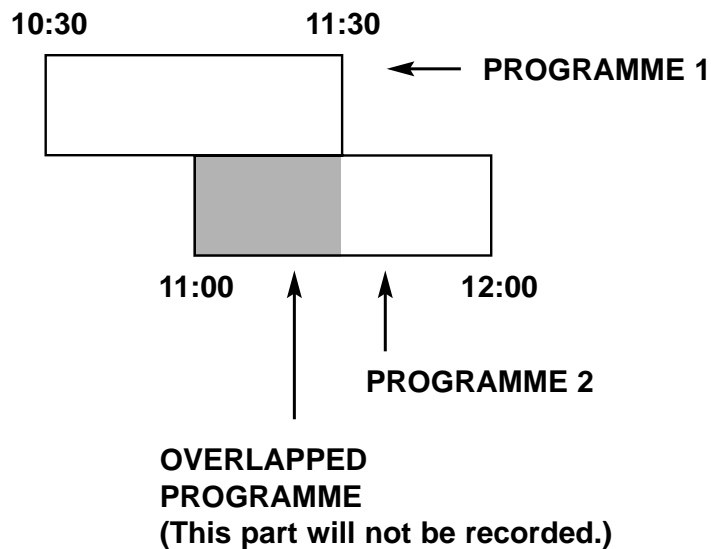 10:30 11:30
PROGRAMME 1
11:00 12:00
PROGRAMME 2
OVERLAPPED
PROGRAMME
(This part will not be recorded.)